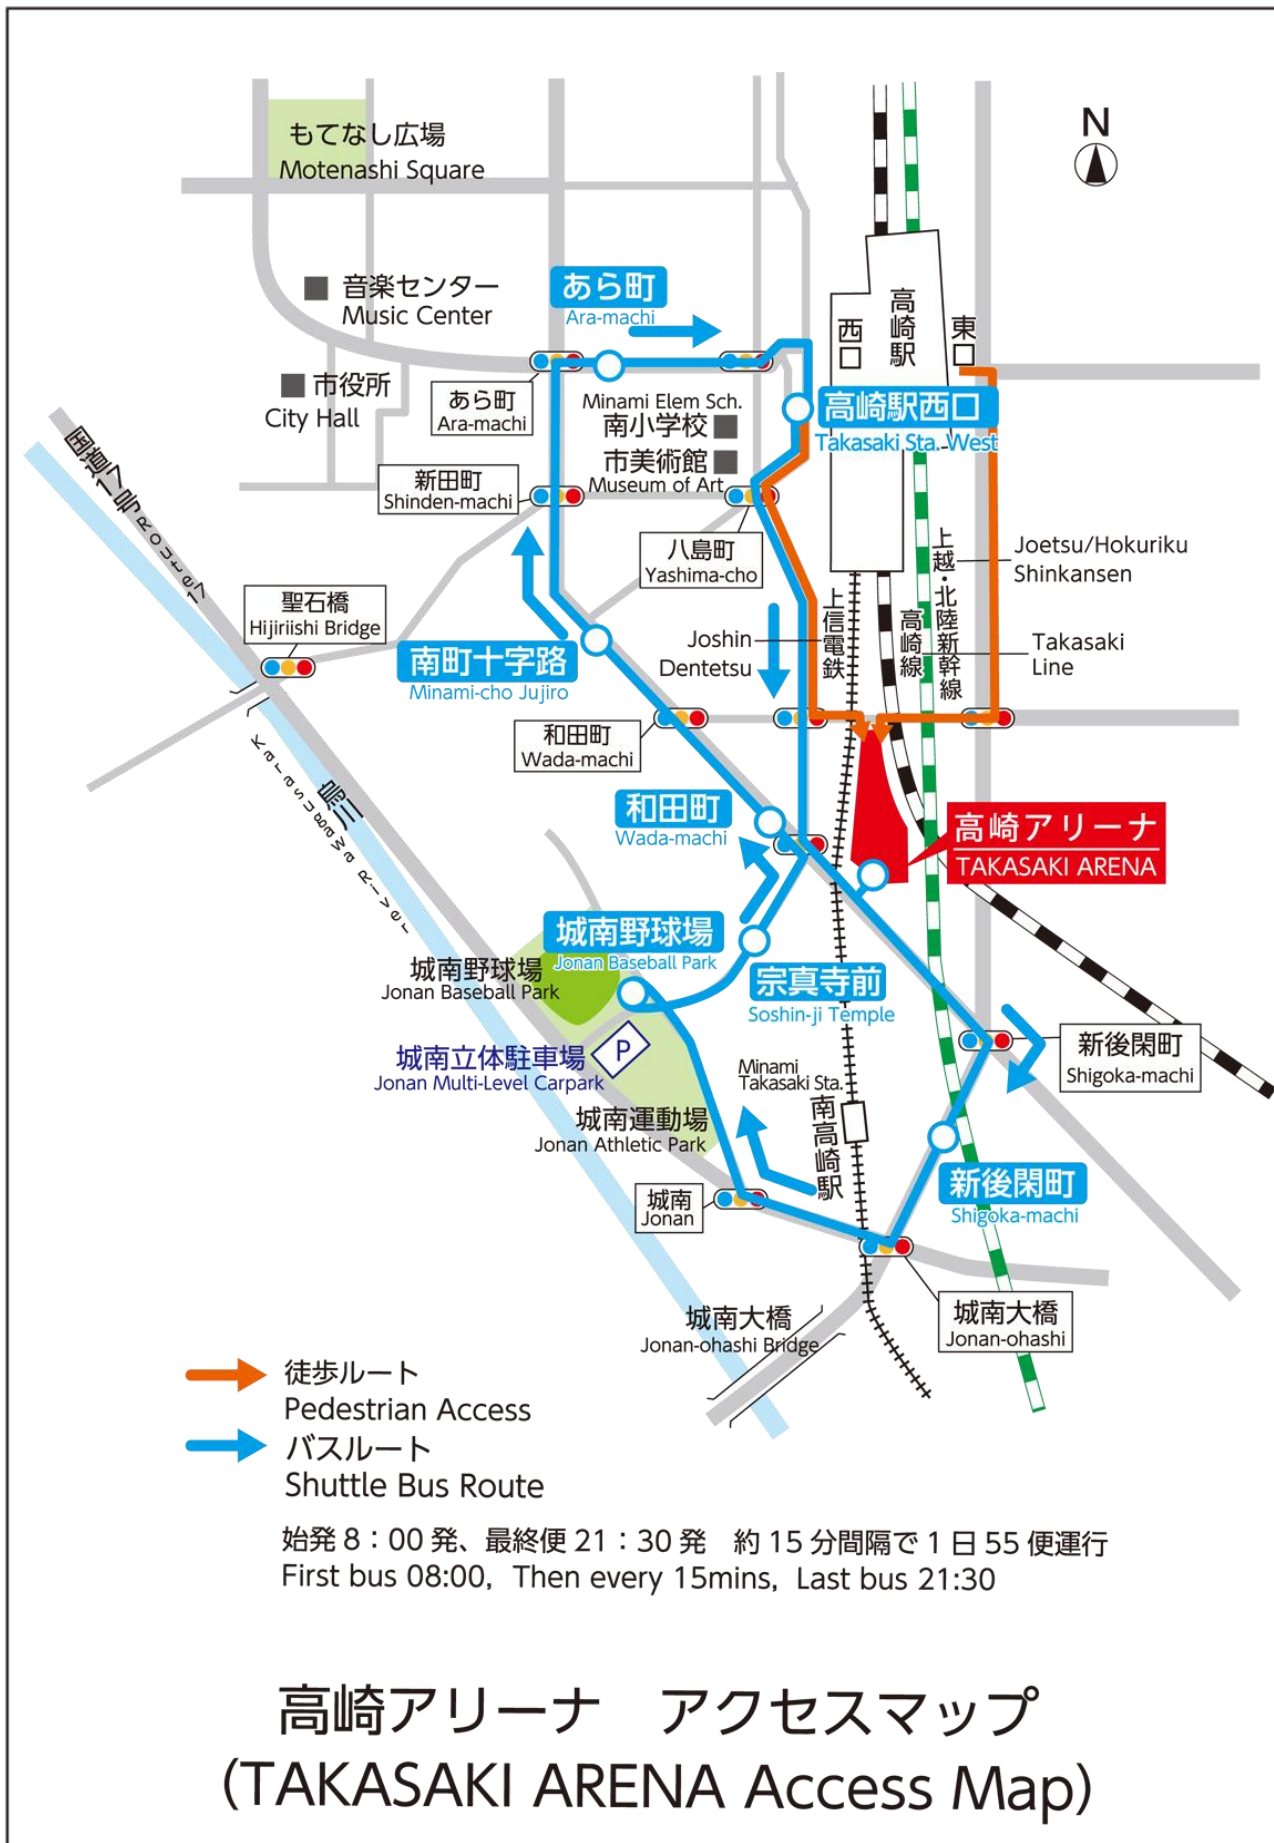 もてなし広場
Motenashi Square
N
音楽センター
Music Center
あら町
Ara-machi
西口
高崎駅
東口
市役所
City Hall
あら町
Ara-machi
Minami Elem Sch.
南小学校
市美術館
Museum of Art
高崎駅西口
Takasaki Sta. West
国道17号
Route 17
新田町
Shinden-machi
八島町
Yashima-cho
上越・北陸新幹線
Joetsu/Hokuriku
Shinkansen
聖石橋
Hijiriishi Bridge
南町十字路
Minami-cho Jujiro
Joshin
Dentetsu
上信電鉄
高崎線
Takasaki
Line
和田町
Wada-machi
烏川
Karasugawa River
和田町
Wada-machi
高崎アリーナ
TAKASAKI ARENA
城南野球場
Jonan Baseball Park
城南野球場
Jonan Baseball Park
宗真寺前
Soshin-ji Temple
城南立体駐車場
Jonan Multi-Level Carpark
P
新後閑町
Shigoka-machi
Minami
Takasaki Sta.
南高崎駅
城南運動場
Jonan Athletic Park
新後閑町
Shigoka-machi
城南
Jonan
城南大橋
Jonan-ohashi Bridge
城南大橋
Jonan-ohashi
徒歩ルート
Pedestrian Access
バスルート
Shuttle Bus Route
始発 8：00 発、最終便 21：30 発　約 15 分間隔で 1 日 55 便運行
First bus 08:00, Then every 15mins, Last bus 21:30
高崎アリーナ　アクセスマップ
(TAKASAKI ARENA Access Map)